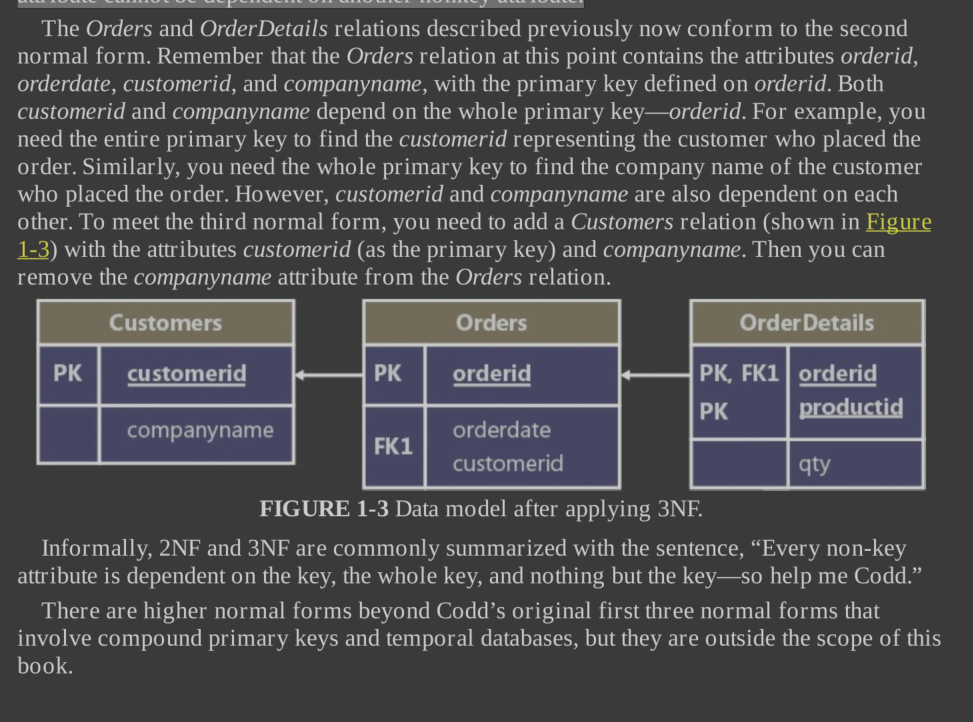 attribute cannot be dependent on another nonkey attribute.
The Orders and OrderDetails relations described previously now conform to the second
normal form. Remember that the Orders relation at this point contains the attributes orderid,
orderdate, customerid, and companyname, with the primary key defined on orderid. Both
customerid and companyname depend on the whole primary key—orderid. For example, you
need the entire primary key to find the customerid representing the customer who placed the
order. Similarly, you need the whole primary key to find the company name of the customer
who placed the order. However, customerid and companyname are also dependent on each
other. To meet the third normal form, you need to add a Customers relation (shown in Figure
1-3) with the attributes customerid (as the primary key) and companyname. Then you can
remove the companyname attribute from the Orders relation.
Customers
PK customerid
companyname
Orders
PK orderid
FK1 orderdate
customerid
OrderDetails
PK, FK1 orderid
PK productid
qty
FIGURE 1-3 Data model after applying 3NF.
Informally, 2NF and 3NF are commonly summarized with the sentence, “Every non-key
attribute is dependent on the key, the whole key, and nothing but the key—so help me Codd.”
There are higher normal forms beyond Codd’s original first three normal forms that
involve compound primary keys and temporal databases, but they are outside the scope of this
book.